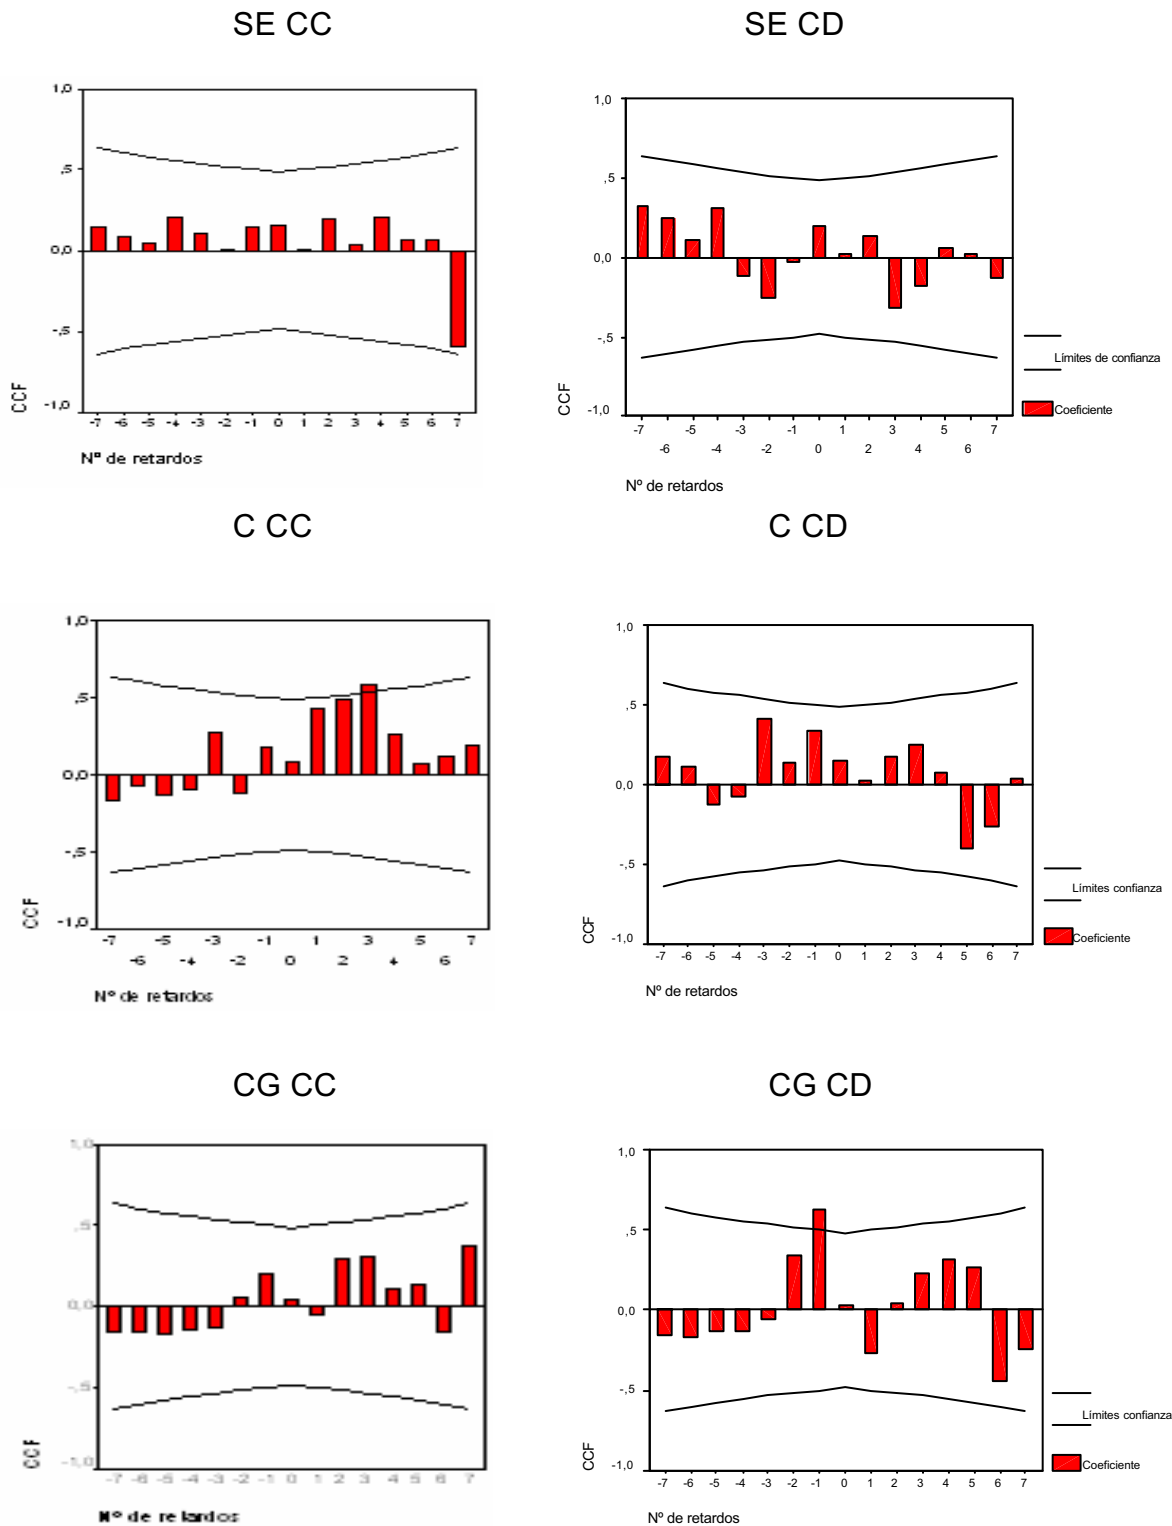 SE CC
SE CD
1,0
,5
0,0
-,5
-1,0
CCF
-7 -6 -5 -4 -3 -2 -1 0 1 2 3 4 5 6 7
Nº de retardos
1,0
,5
0,0
-,5
-1,0
CCF
-7 -5 -3 -1 1 3 5 7
-6 -4 -2 0 2 4 6
Nº de retardos
Límites de confianza
Coeficiente
C CC
C CD
1,0
,5
0,0
-,5
-1,0
CCF
-7 -5 -3 -1 1 3 5 7
-6 -4 -2 0 2 4 6
Nº de retardos
1,0
,5
0,0
-,5
-1,0
CCF
-7 -6 -5 -4 -3 -2 -1 0 1 2 3 4 5 6 7
Nº de retardos
Límites confianza
Coeficiente
CG CC
CG CD
1,0
,5
0,0
-,5
-1,0
CCF
-7 -6 -5 -4 -3 -2 -1 0 1 2 3 4 5 6 7
Nº de retardos
1,0
,5
0,0
-,5
-1,0
CCF
-7 -6 -5 -4 -3 -2 -1 0 1 2 3 4 5 6 7
Nº de retardos
Límites confianza
Coeficiente